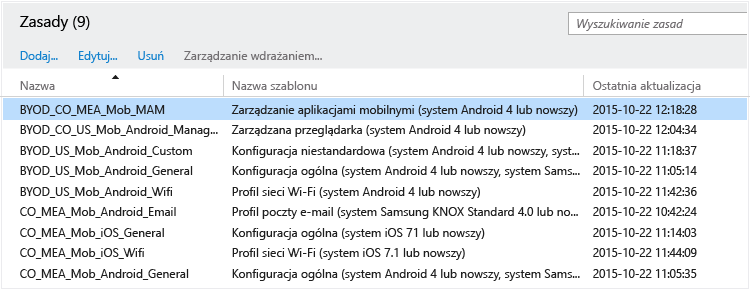 Zasady (9)
Wyszukiwanie zasad
Dodaj... Edytuj... Usuń Zarządzanie wdrażaniem...
Nazwa Nazwa szablonu Ostatnia aktualizacja
BYOD_CO_MEA_Mob_MAM Zarządzanie aplikacjami mobilnymi (system Android 4 lub nowszy) 2015-10-22 12:18:28
BYOD_CO_US_Mob_Android_Manag... Zarządzana przeglądarka (system Android 4 lub nowszy) 2015-10-22 12:04:34
BYOD_US_Mob_Android_Custom Konfiguracja niestandardowa (system Android 4 lub nowszy, syst... 2015-10-22 11:18:37
BYOD_US_Mob_Android_General Konfiguracja ogólna (system Android 4 lub nowszy, system Sams... 2015-10-22 11:05:14
BYOD_US_Mob_Android_Wifi Profil sieci Wi-Fi (system Android 4 lub nowszy) 2015-10-22 11:42:36
CO_MEA_Mob_Android_Email Profil poczty e-mail (system Samsung KNOX Standard 4.0 lub no... 2015-10-22 10:42:24
CO_MEA_Mob_iOS_General Konfiguracja ogólna (system iOS 71 lub nowszy) 2015-10-22 11:14:03
CO_MEA_Mob_iOS_Wifi Profil sieci Wi-Fi (system iOS 7.1 lub nowszy) 2015-10-22 11:44:09
CO_MEA_Mob_Android_General Konfiguracja ogólna (system Android 4 lub nowszy, system Sams... 2015-10-22 11:05:35